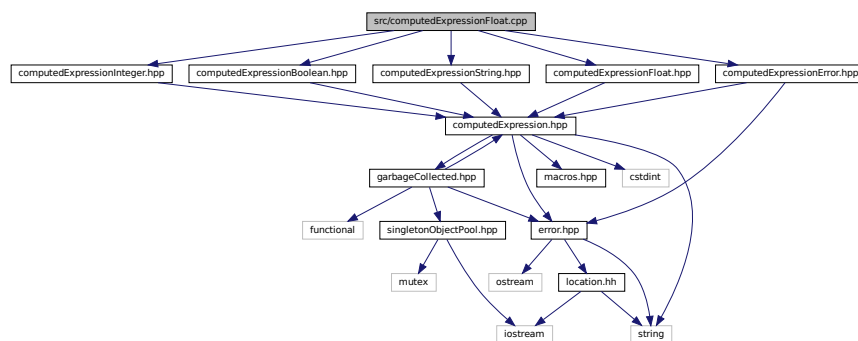 src/computedExpressionFloat.cpp
computedExpressionInteger.hpp
computedExpressionBoolean.hpp
computedExpressionString.hpp
computedExpressionFloat.hpp
computedExpressionError.hpp
computedExpression.hpp
garbageCollected.hpp
macros.hpp
cstdint
functional
singletonObjectPool.hpp
error.hpp
mutex
ostream
location.hh
iostream
string